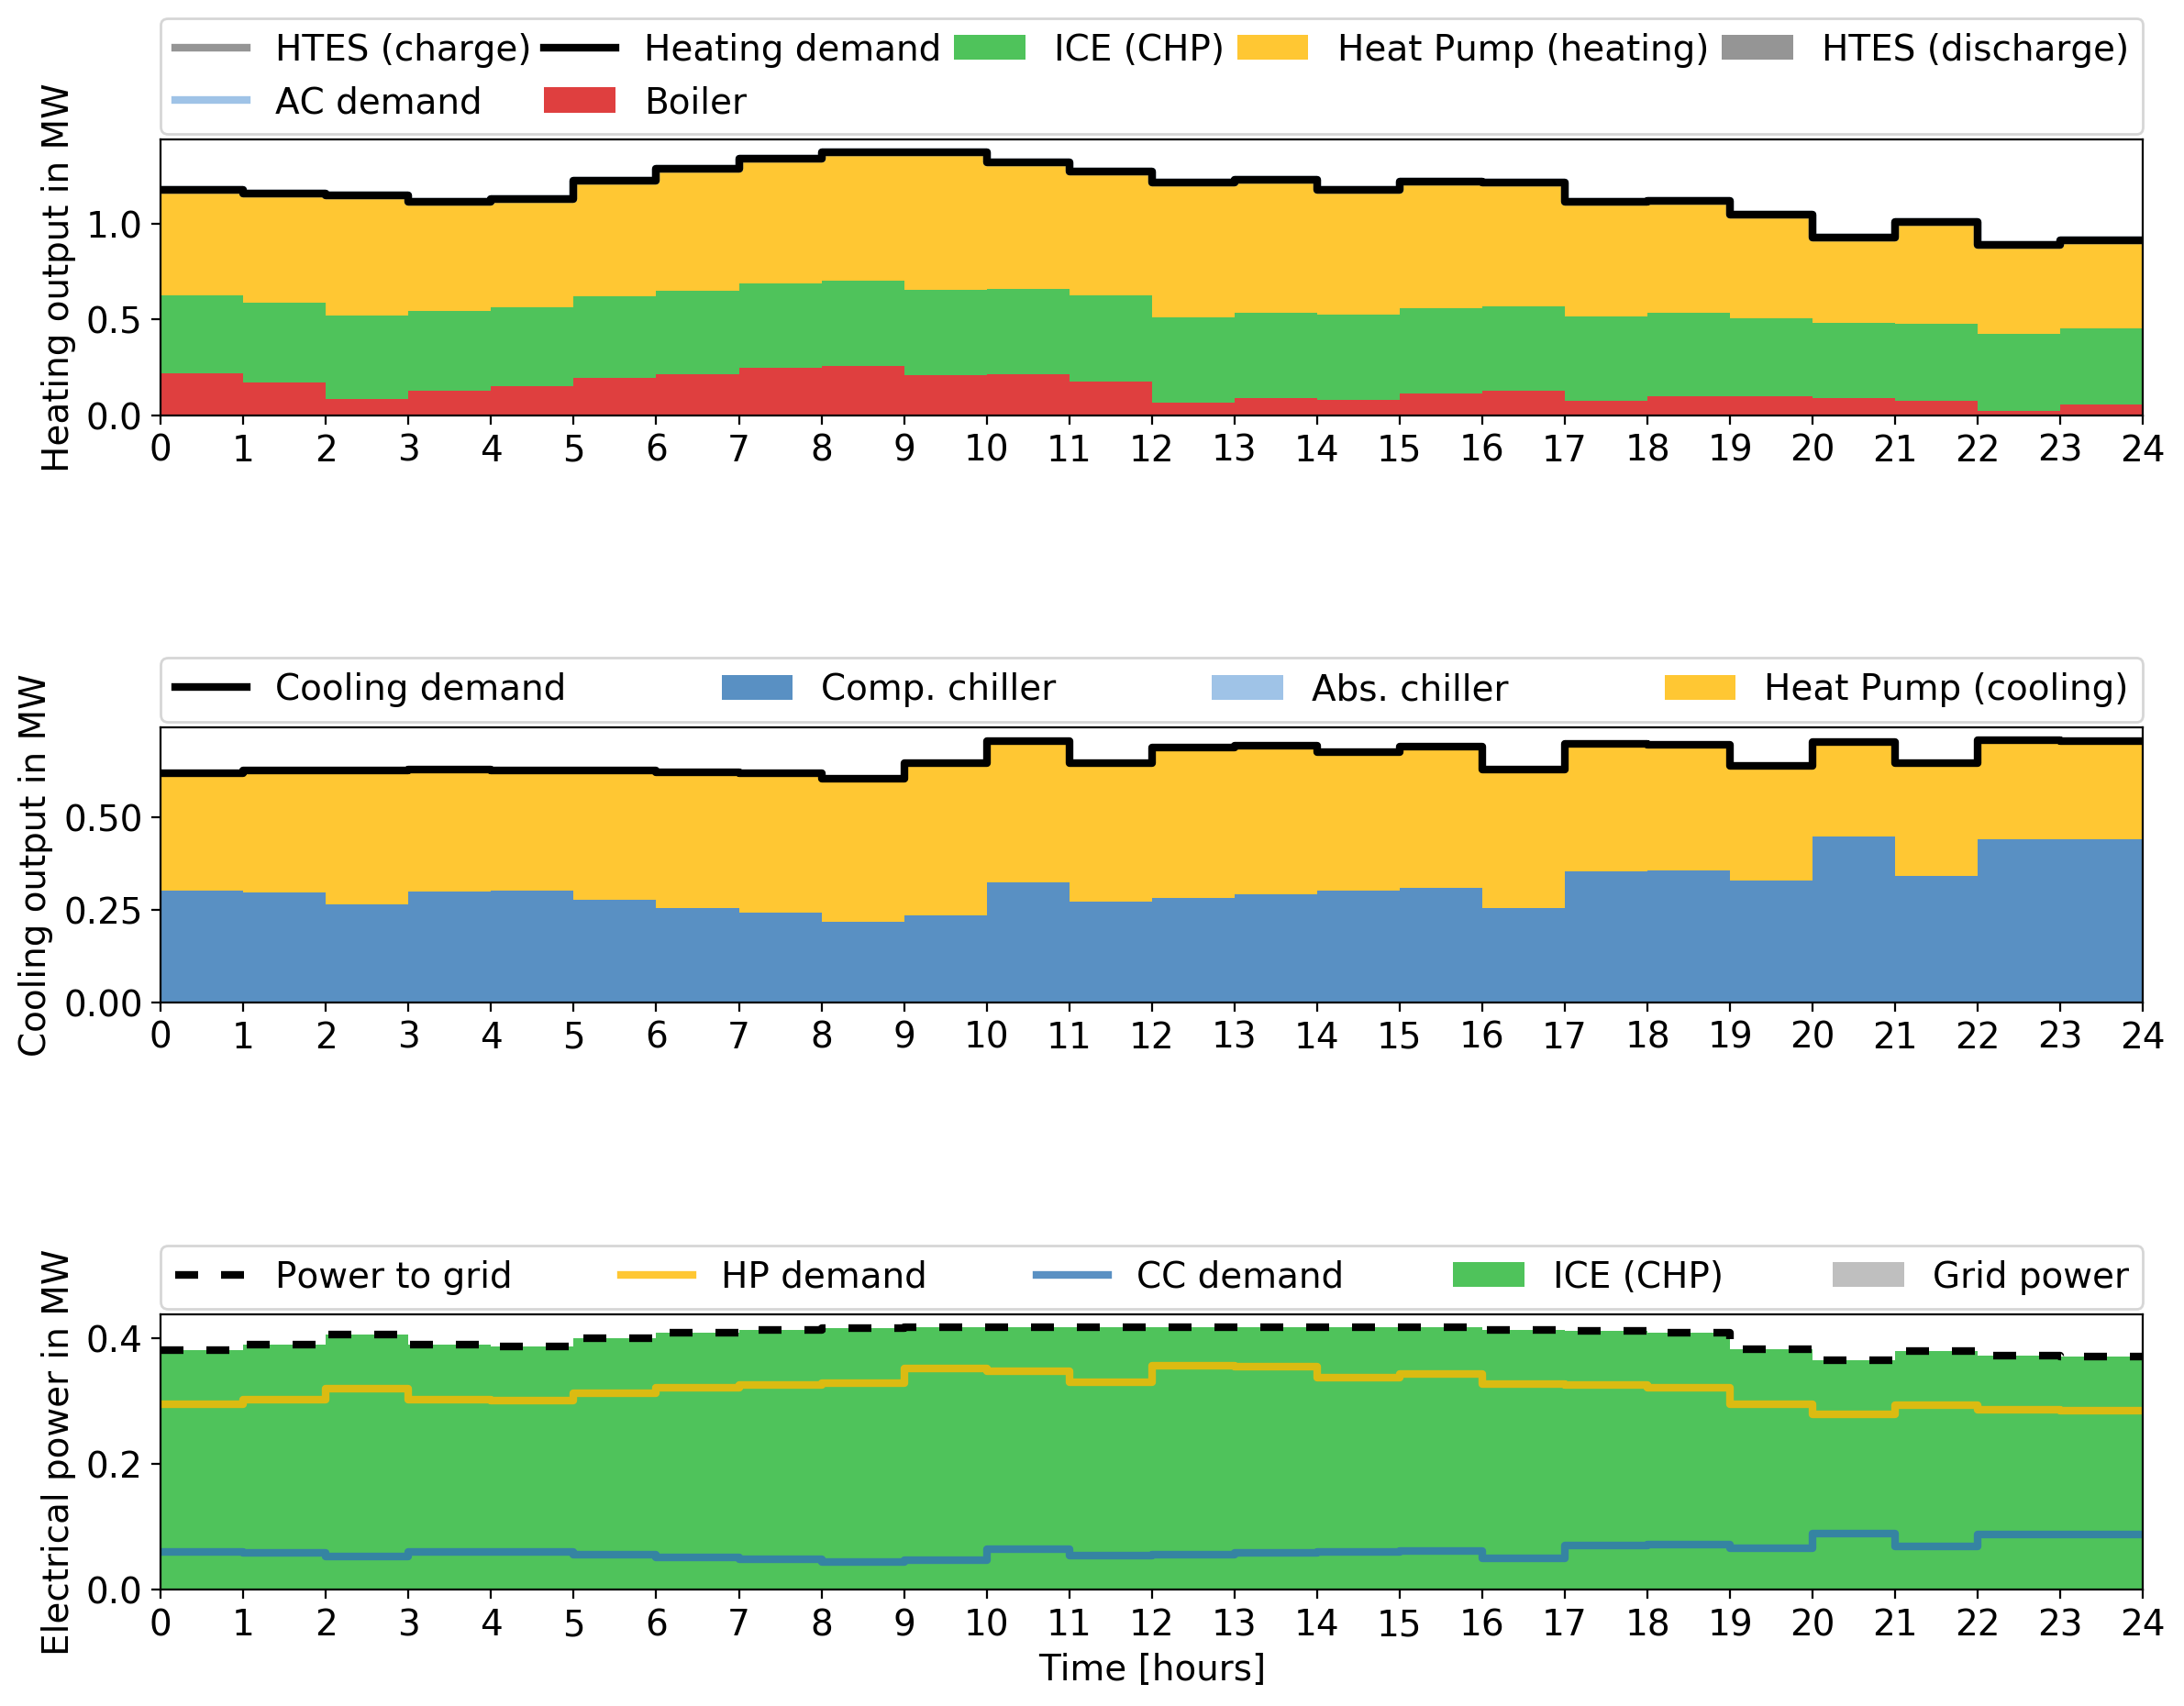 HTES (charge) Heating demand ICE (CHP) Heat Pump (heating) HTES (discharge)
AC demand Boiler
Heating output in MW
1.0
0.5
0.0
0 1 2 3 4 5 6 7 8 9 10 11 12 13 14 15 16 17 18 19 20 21 22 23 24
Cooling demand Comp. chiller Abs. chiller Heat Pump (cooling)
Cooling output in MW
0.50
0.25
0.00
0 1 2 3 4 5 6 7 8 9 10 11 12 13 14 15 16 17 18 19 20 21 22 23 24
Power to grid HP demand CC demand ICE (CHP) Grid power
Electrical power in MW
0.4
0.2
0.0
0 1 2 3 4 5 6 7 8 9 10 11 12 13 14 15 16 17 18 19 20 21 22 23 24
Time [hours]